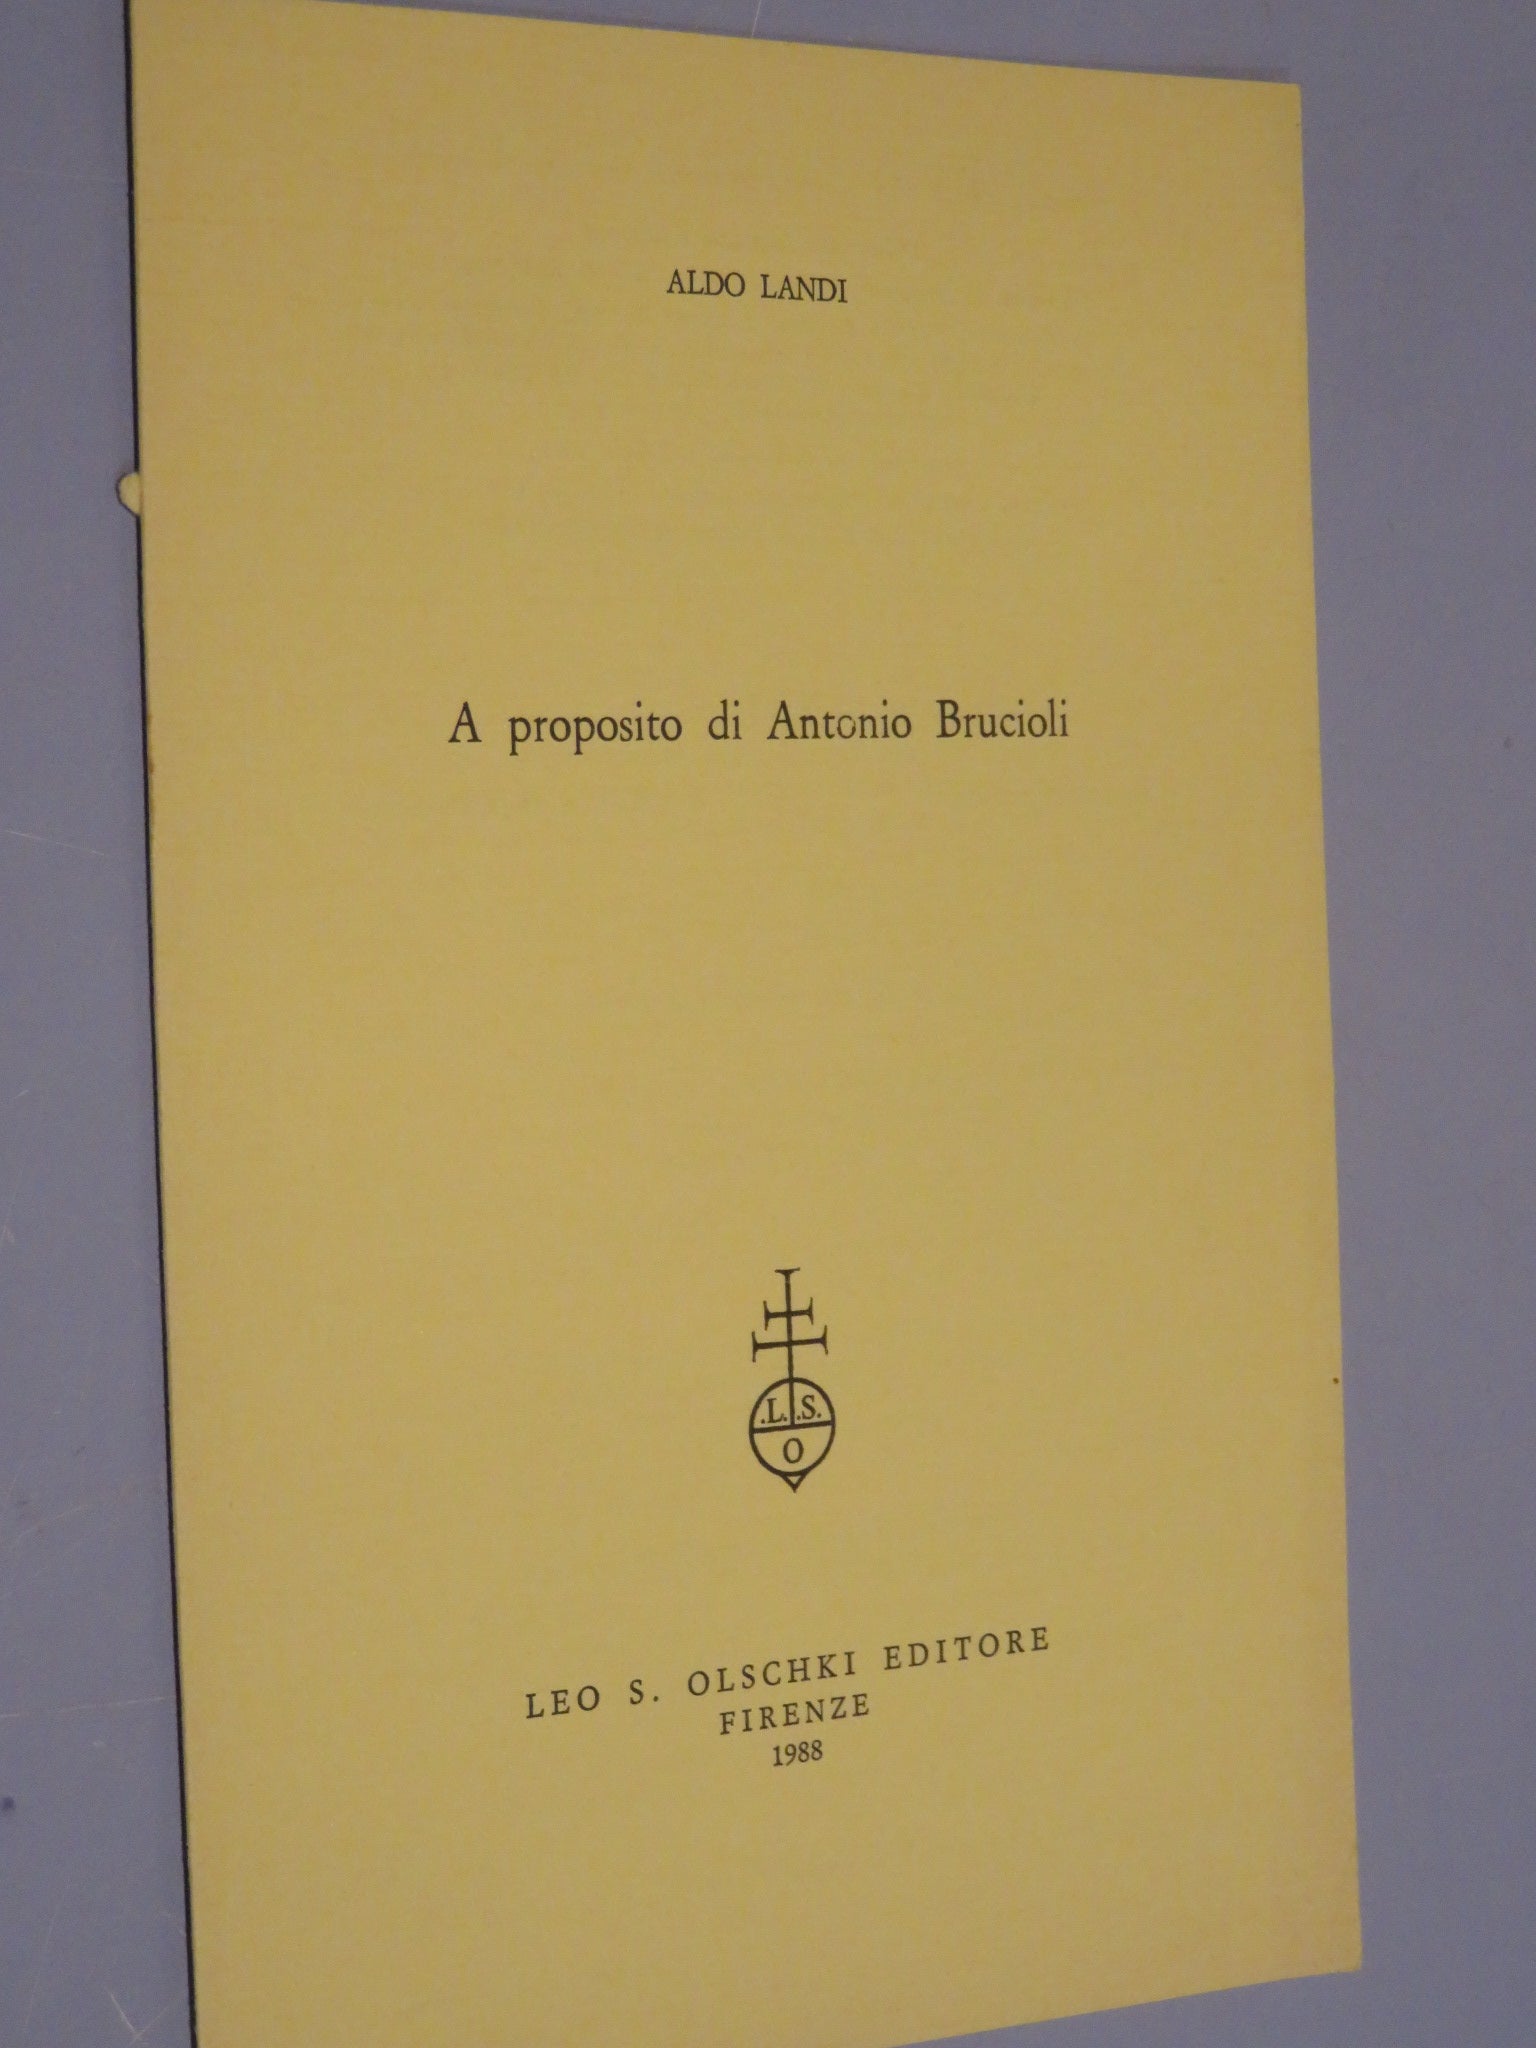 ALDO LANDI
A proposito di Antonio Brucioli
.L. .S.
O
LEO S. OLSCHKI EDITORE
FIRENZE
1988